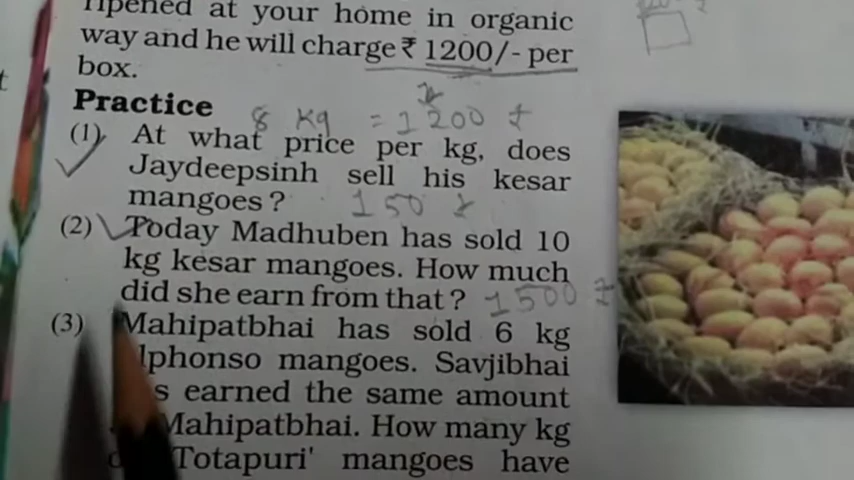 ripened at your home in organic
way and he will charge ₹ 1200/- per
box.
Practice
8 kg = 1200 ₹
(1) At what price per kg, does
Jaydeepsinh sell his kesar
mangoes ? 150 ₹
(2) Today Madhuben has sold 10
kg kesar mangoes. How much
did she earn from that ? 1500 ₹
(3) Mahipatbhai has sold 6 kg
lphonso mangoes. Savjibhai
s earned the same amount
Mahipatbhai. How many kg
'Totapuri' mangoes have